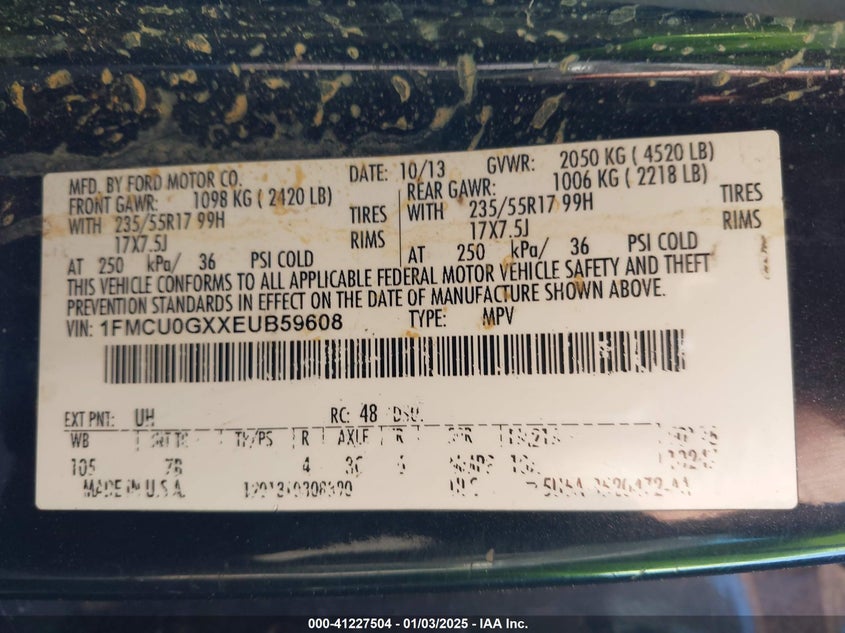 MFD. BY FORD MOTOR CO. DATE: 10/13 GVWR: 2050 KG ( 4520 LB)
FRONT GAWR: 1098 KG ( 2420 LB) REAR GAWR: 1006 KG ( 2218 LB)
WITH 235/55R17 99H TIRES WITH 235/55R17 99H TIRES
17X7.5J RIMS 17X7.5J RIMS
AT 250 kPa/ 36 PSI COLD AT 250 kPa/ 36 PSI COLD
THIS VEHICLE CONFORMS TO ALL APPLICABLE FEDERAL MOTOR VEHICLE SAFETY AND THEFT
PREVENTION STANDARDS IN EFFECT ON THE DATE OF MANUFACTURE SHOWN ABOVE.
VIN: 1FMCU0GXXEUB59608 TYPE: MPV
EXT PNT: UH RC: 48 DSO:
WB TP/PS R AXLE
105 4
MADE IN U.S.A.
000-41227504 — 01/03/2025 — IAA Inc.